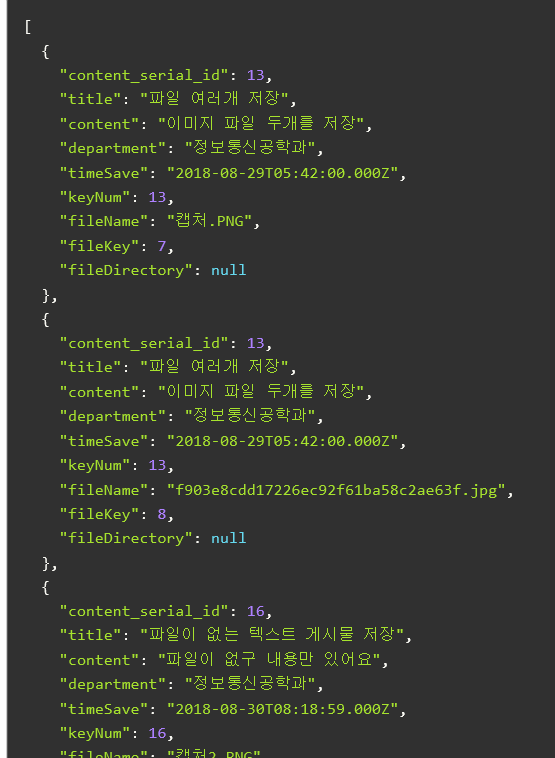 [
{
"content_serial_id": 13,
"title": "파일 여러개 저장",
"content": "이미지 파일 두개를 저장",
"department": "정보통신공학과",
"timeSave": "2018-08-29T05:42:00.000Z",
"keyNum": 13,
"fileName": "캡처.PNG",
"fileKey": 7,
"fileDirectory": null
},
{
"content_serial_id": 13,
"title": "파일 여러개 저장",
"content": "이미지 파일 두개를 저장",
"department": "정보통신공학과",
"timeSave": "2018-08-29T05:42:00.000Z",
"keyNum": 13,
"fileName": "f903e8cdd17226ec92f61ba58c2ae63f.jpg",
"fileKey": 8,
"fileDirectory": null
},
{
"content_serial_id": 16,
"title": "파일이 없는 텍스트 게시물 저장",
"content": "파일이 없구 내용만 있어요",
"department": "정보통신공학과",
"timeSave": "2018-08-30T08:18:59.000Z",
"keyNum": 16,
"fileName": "캡처2.PNG"